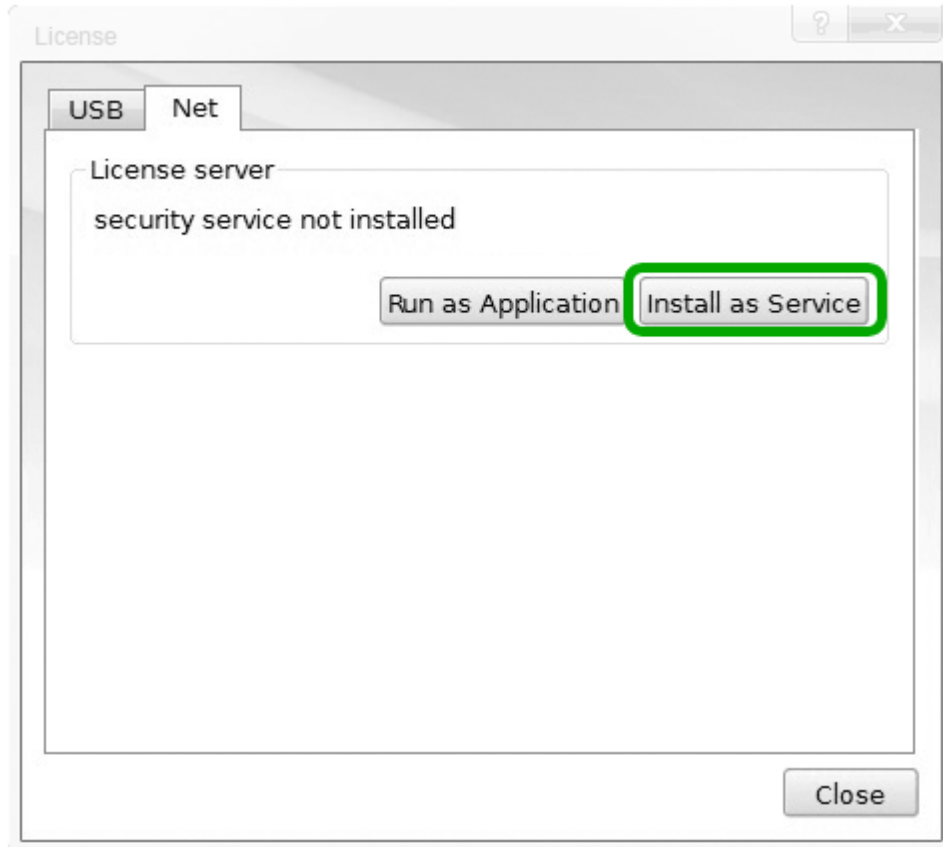 License
USB Net
License server
security service not installed
Run as Application Install as Service
Close